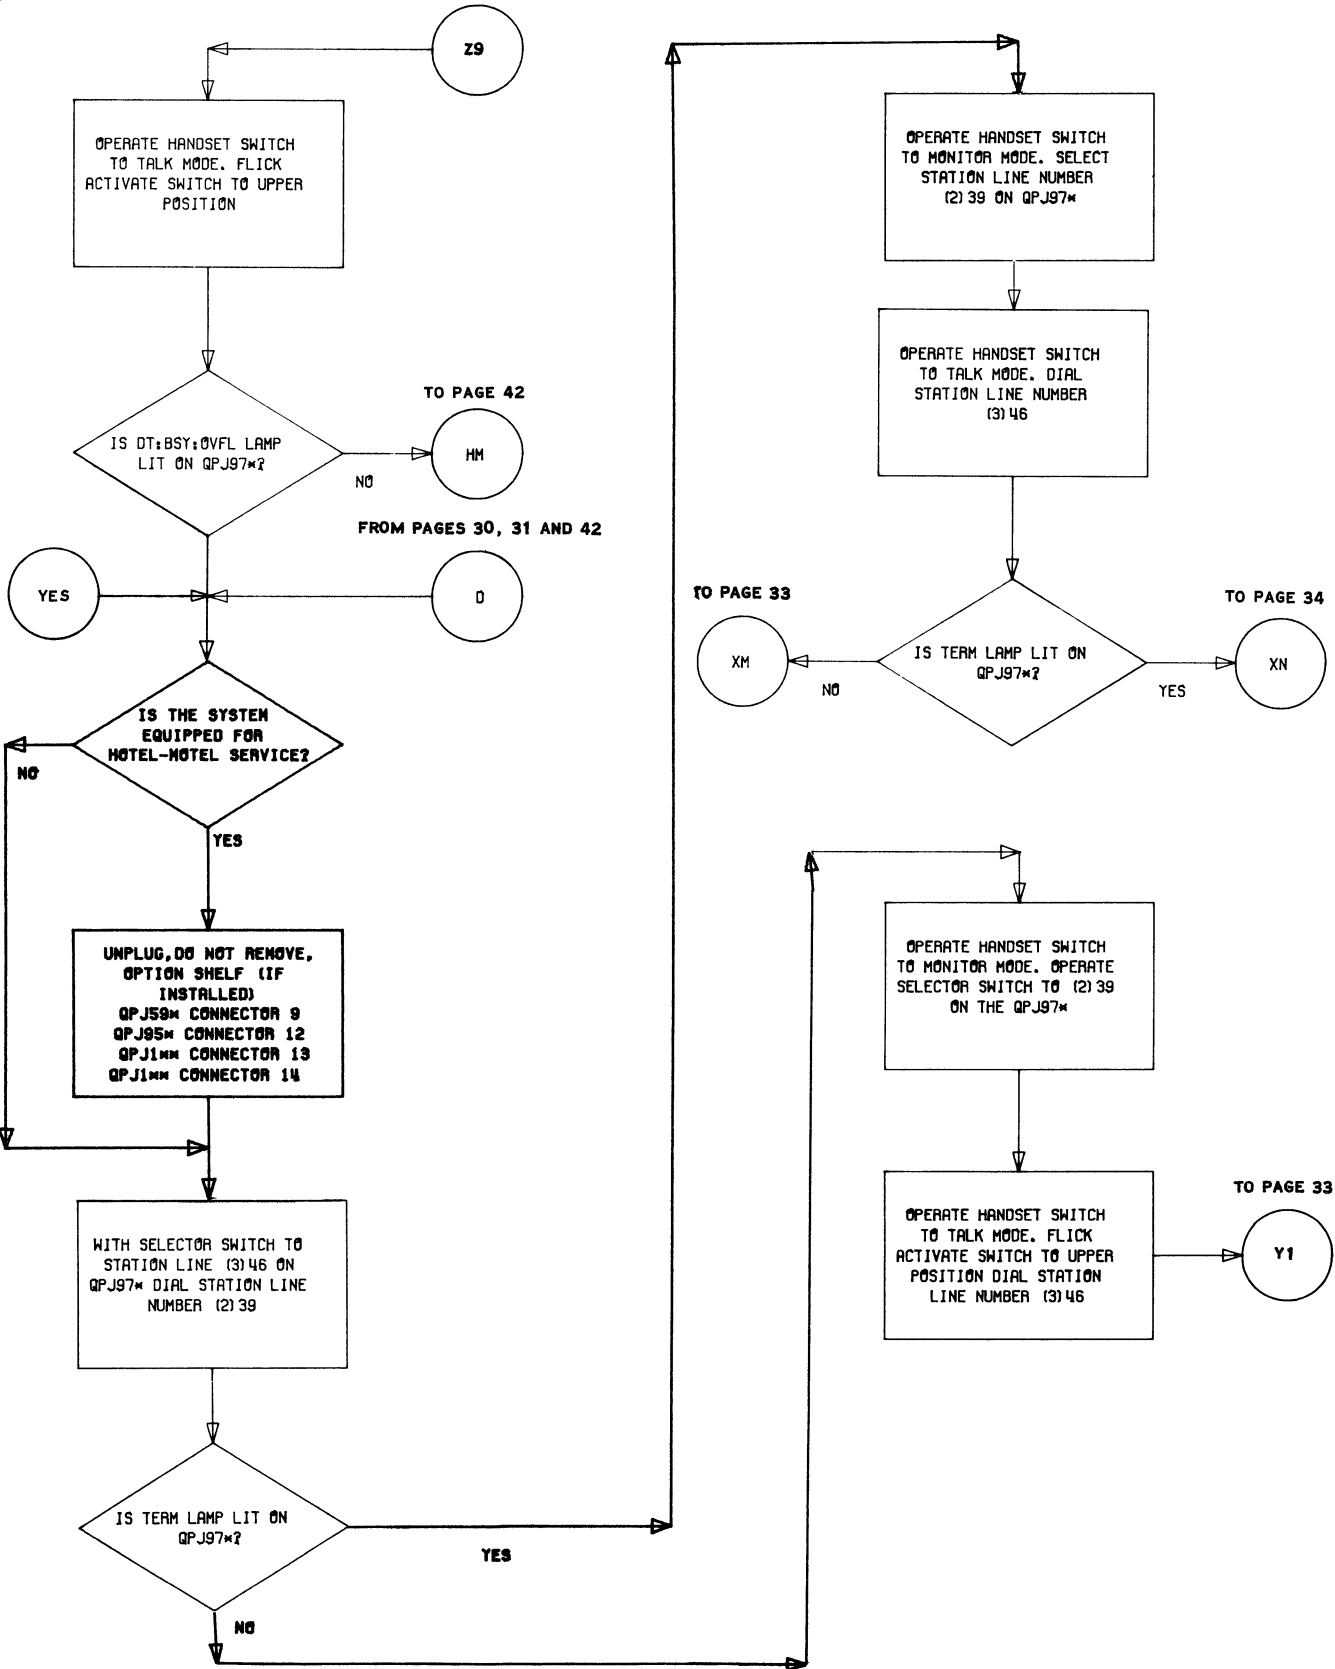 Z9
OPERATE HANDSET SWITCH
TO TALK MODE. FLICK
ACTIVATE SWITCH TO UPPER
POSITION
IS DT:BSY:OVFL LAMP
LIT ON QPJ97*?
NO
TO PAGE 42
HM
FROM PAGES 30, 31 AND 42
YES
D
IS THE SYSTEM
EQUIPPED FOR
HOTEL-MOTEL SERVICE?
NO
YES
UNPLUG,DO NOT REMOVE,
OPTION SHELF (IF
INSTALLED)
QPJ59* CONNECTOR 9
QPJ95* CONNECTOR 12
QPJ1** CONNECTOR 13
QPJ1** CONNECTOR 14
WITH SELECTOR SWITCH TO
STATION LINE (3)46 ON
QPJ97* DIAL STATION LINE
NUMBER (2)39
IS TERM LAMP LIT ON
QPJ97*?
YES
NO
OPERATE HANDSET SWITCH
TO MONITOR MODE. SELECT
STATION LINE NUMBER
(2)39 ON QPJ97*
OPERATE HANDSET SWITCH
TO TALK MODE. DIAL
STATION LINE NUMBER
(3)46
IS TERM LAMP LIT ON
QPJ97*?
TO PAGE 33
XM
NO
YES
TO PAGE 34
XN
OPERATE HANDSET SWITCH
TO MONITOR MODE. OPERATE
SELECTOR SWITCH TO (2)39
ON THE QPJ97*
OPERATE HANDSET SWITCH
TO TALK MODE. FLICK
ACTIVATE SWITCH TO UPPER
POSITION DIAL STATION
LINE NUMBER (3)46
TO PAGE 33
Y1